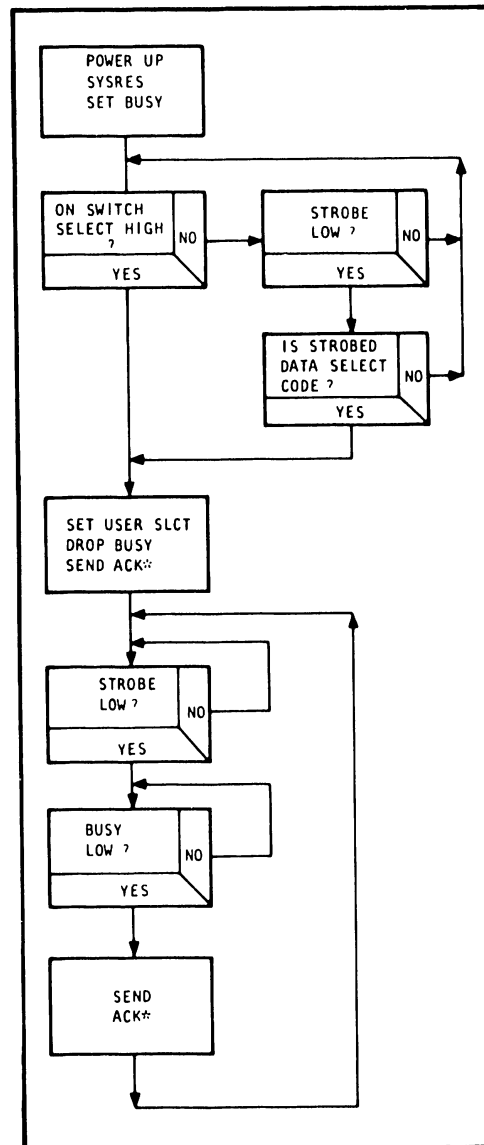 POWER UP
SYSRES
SET BUSY
ON SWITCH
SELECT HIGH
?
NO
YES
STROBE
LOW ?
NO
YES
IS STROBED
DATA SELECT
CODE ?
NO
YES
SET USER SLCT
DROP BUSY
SEND ACK*
STROBE
LOW ?
NO
YES
BUSY
LOW ?
NO
YES
SEND
ACK*